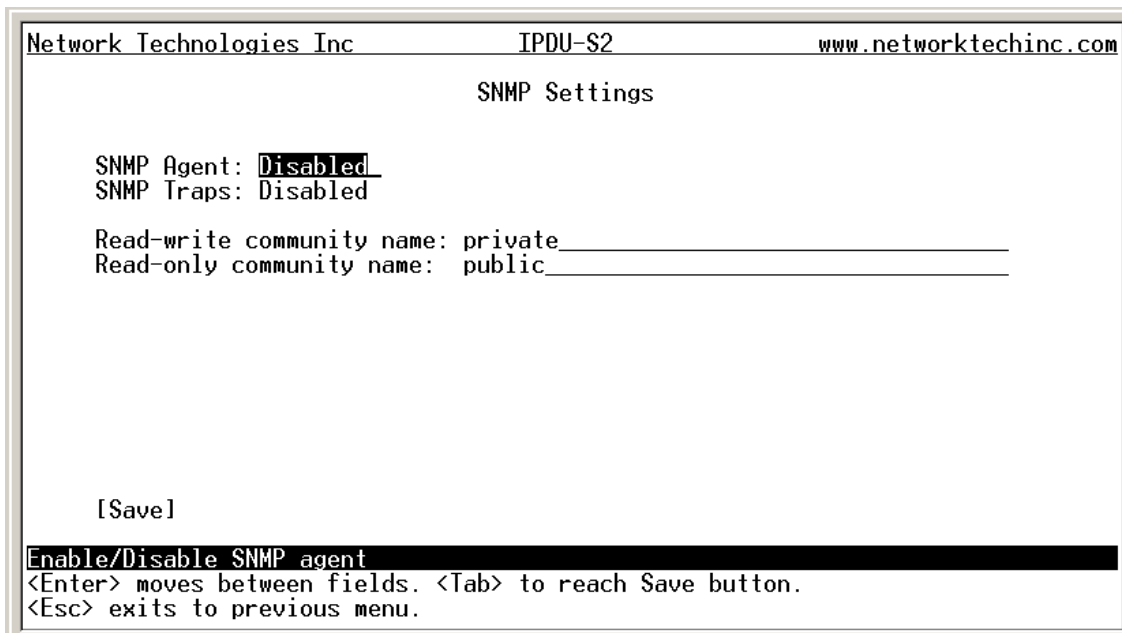 Network Technologies Inc IPDU-S2 www.networktechinc.com
SNMP Settings
SNMP Agent: Disabled
SNMP Traps: Disabled
Read-write community name: private
Read-only community name: public
[Save]
Enable/Disable SNMP agent
<Enter> moves between fields. <Tab> to reach Save button.
<Esc> exits to previous menu.